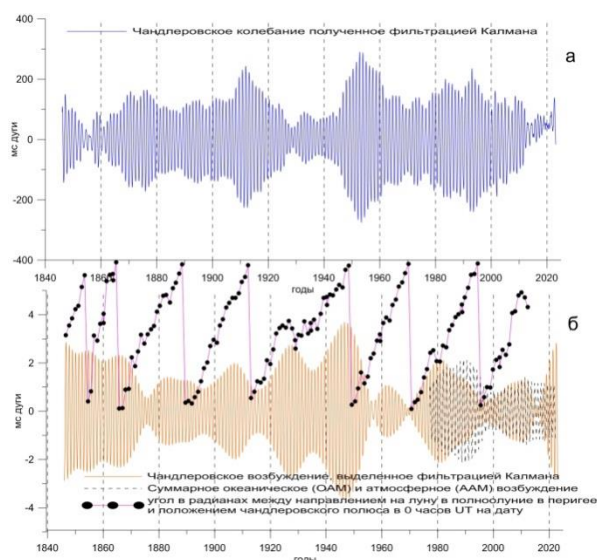 400
Чандлеровское колебание полученное фильтрацией Калмана
а
200
мс дуги
0
-200
-400
1840 1860 1880 1900 1920 1940 1960 1980 2000 2020
годы
б
4
2
мс дуги
0
-2
Чандлеровское возбуждение, выделенное фильтрацией Калмана
Суммарное океаническое (ОАМ) и атмосферное (ААМ) возбуждение
угол в радианах между направлением на луну в полнолуние в перигее
-4
и положением чандлеровского полюса в 0 часов UT на дату
1840 1860 1880 1900 1920 1940 1960 1980 2000 2020
годы